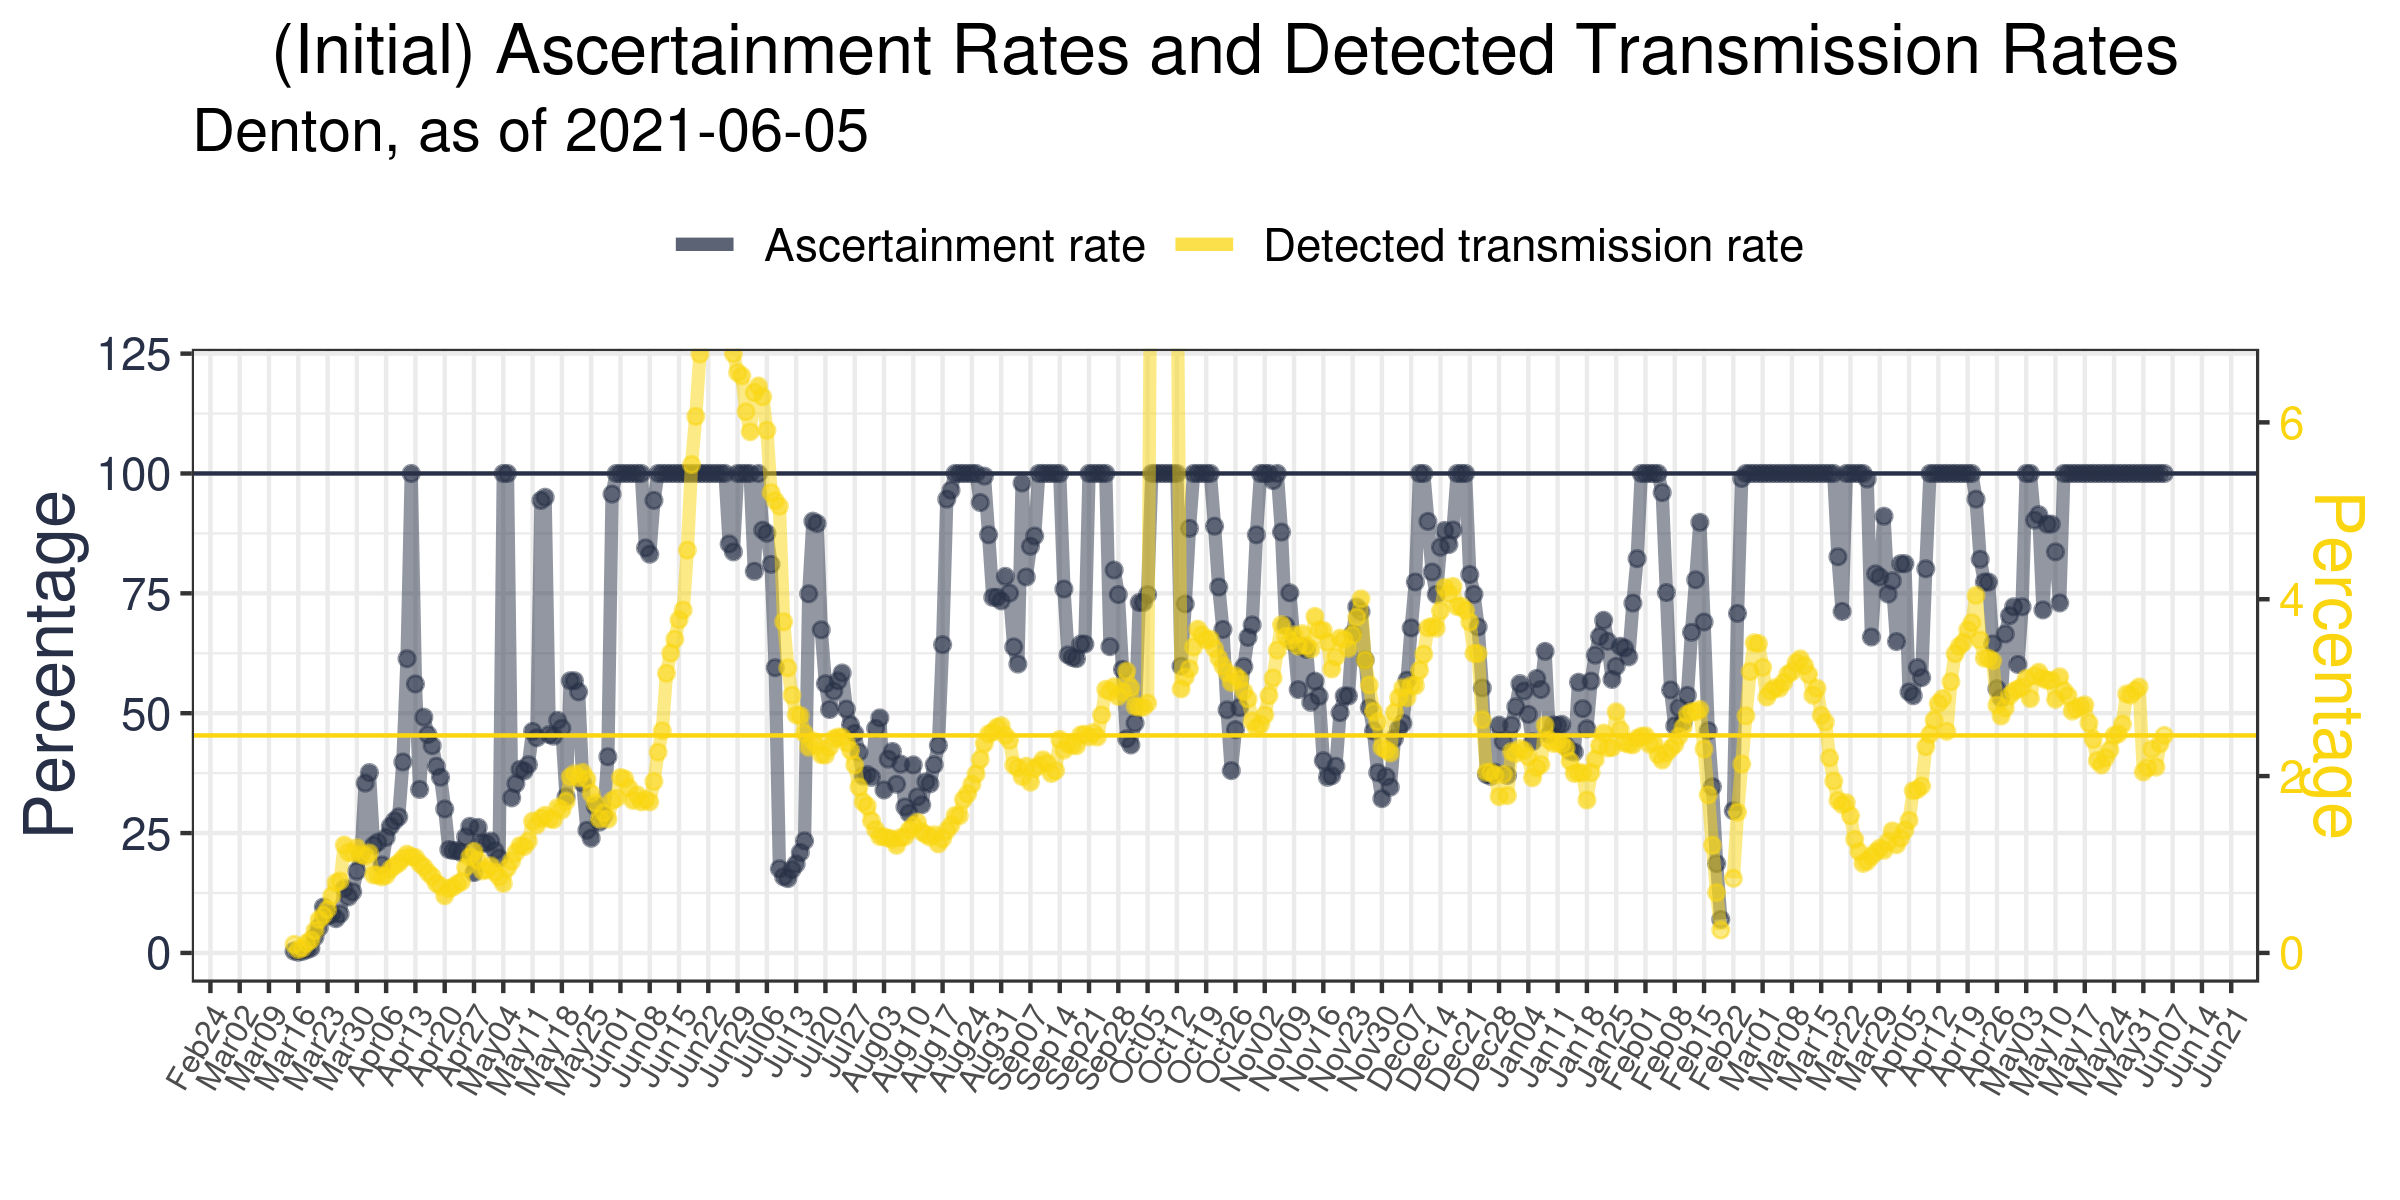 (Initial) Ascertainment Rates and Detected Transmission Rates
Denton, as of 2021-06-05
Ascertainment rate
Detected transmission rate
125
100
75
50
25
0
Percentage
6
4
2
0
Percentage
Feb24
Mar02
Mar09
Mar16
Mar23
Mar30
Apr06
Apr13
Apr20
Apr27
May04
May11
May18
May25
Jun01
Jun08
Jun15
Jun22
Jun29
Jul06
Jul13
Jul20
Jul27
Aug03
Aug10
Aug17
Aug24
Aug31
Sep07
Sep14
Sep21
Sep28
Oct05
Oct12
Oct19
Oct26
Nov02
Nov09
Nov16
Nov23
Nov30
Dec07
Dec14
Dec21
Dec28
Jan04
Jan11
Jan18
Jan25
Feb01
Feb08
Feb15
Feb22
Mar01
Mar08
Mar15
Mar22
Mar29
Apr05
Apr12
Apr19
Apr26
May03
May10
May17
May24
May31
Jun07
Jun14
Jun21